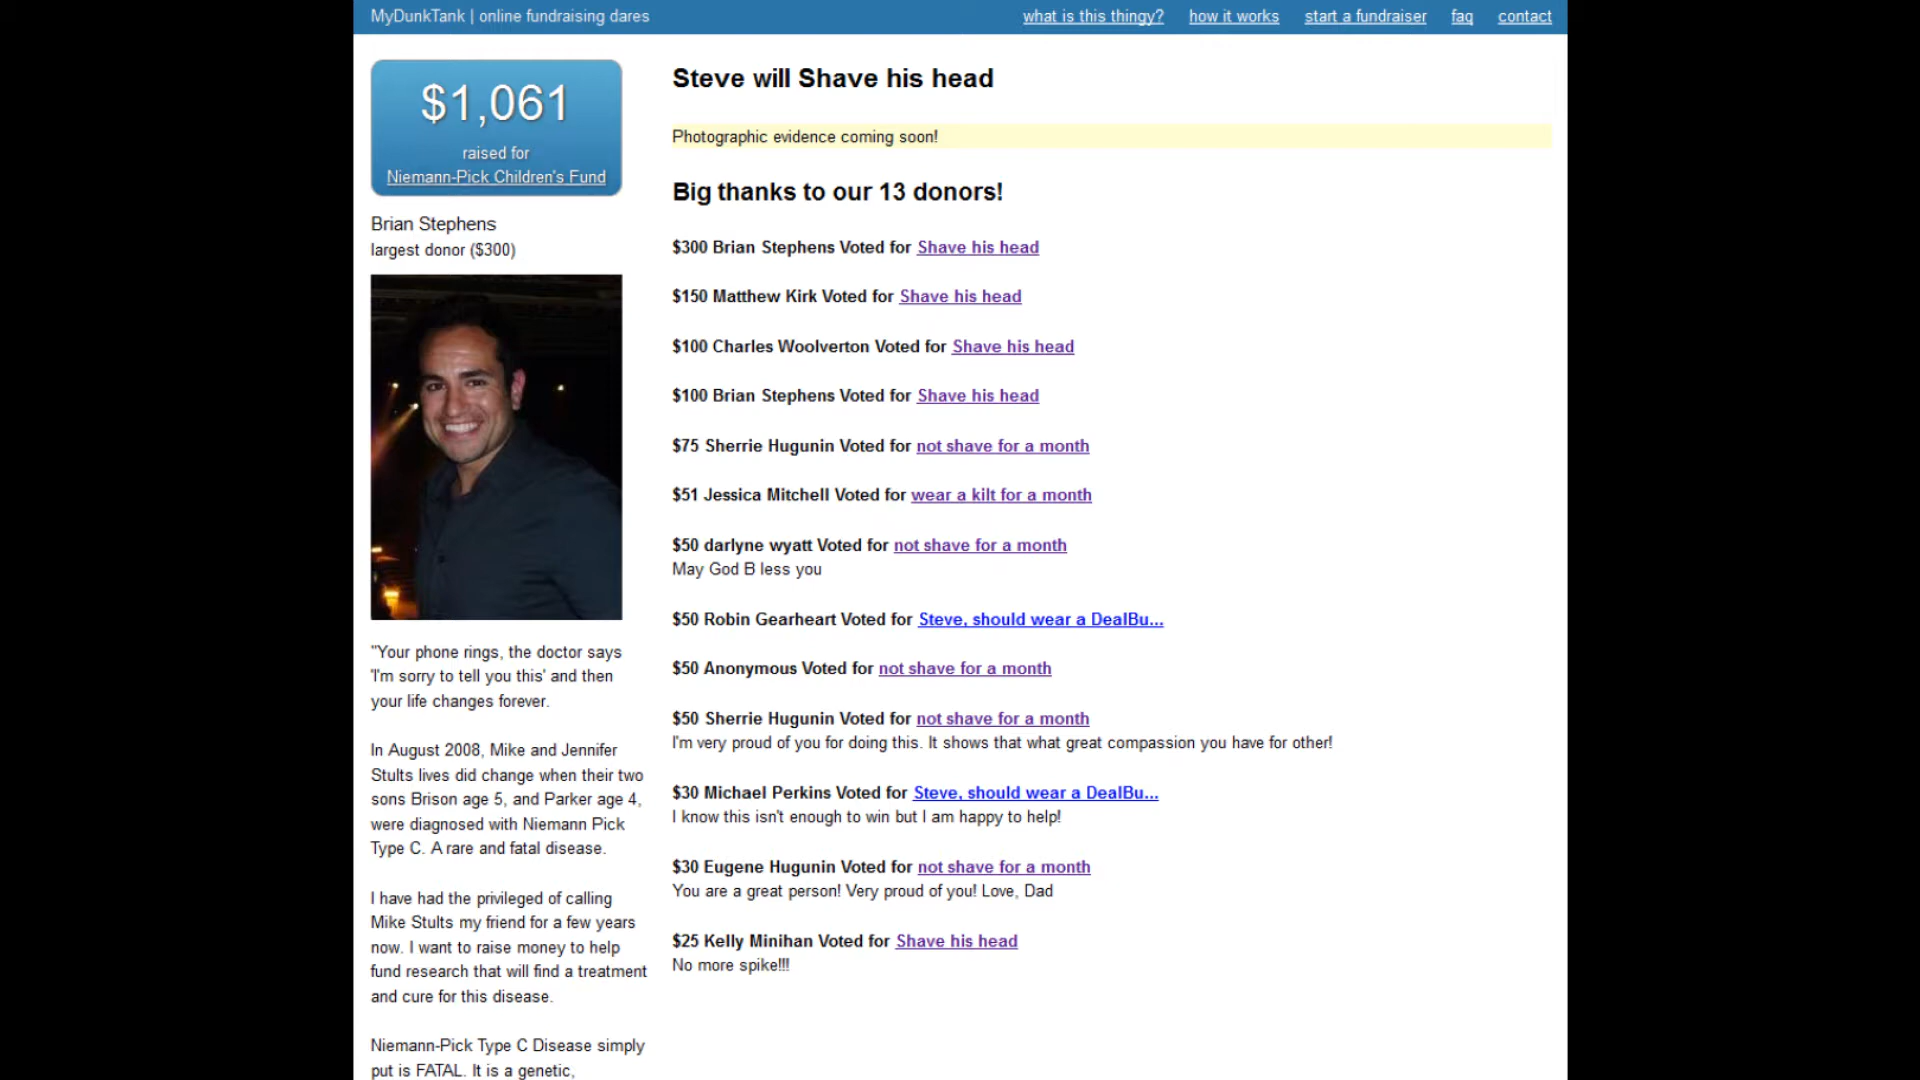 MyDunkTank | online fundraising dares
what is this thingy? how it works start a fundraiser faq contact
$1,061
raised for
Niemann-Pick Children's Fund
Brian Stephens
largest donor ($300)
"Your phone rings, the doctor says
'I'm sorry to tell you this' and then
your life changes forever.
In August 2008, Mike and Jennifer
Stults lives did change when their two
sons Brison age 5, and Parker age 4,
were diagnosed with Niemann Pick
Type C. A rare and fatal disease.
I have had the privileged of calling
Mike Stults my friend for a few years
now. I want to raise money to help
fund research that will find a treatment
and cure for this disease.
Niemann-Pick Type C Disease simply
put is FATAL. It is a genetic,
Steve will Shave his head
Photographic evidence coming soon!
Big thanks to our 13 donors!
$300 Brian Stephens Voted for Shave his head
$150 Matthew Kirk Voted for Shave his head
$100 Charles Woolverton Voted for Shave his head
$100 Brian Stephens Voted for Shave his head
$75 Sherrie Hugunin Voted for not shave for a month
$51 Jessica Mitchell Voted for wear a kilt for a month
$50 darlyne wyatt Voted for not shave for a month
May God B less you
$50 Robin Gearheart Voted for Steve, should wear a DealBu...
$50 Anonymous Voted for not shave for a month
$50 Sherrie Hugunin Voted for not shave for a month
I'm very proud of you for doing this. It shows that what great compassion you have for other!
$30 Michael Perkins Voted for Steve, should wear a DealBu...
I know this isn't enough to win but I am happy to help!
$30 Eugene Hugunin Voted for not shave for a month
You are a great person! Very proud of you! Love, Dad
$25 Kelly Minihan Voted for Shave his head
No more spike!!!